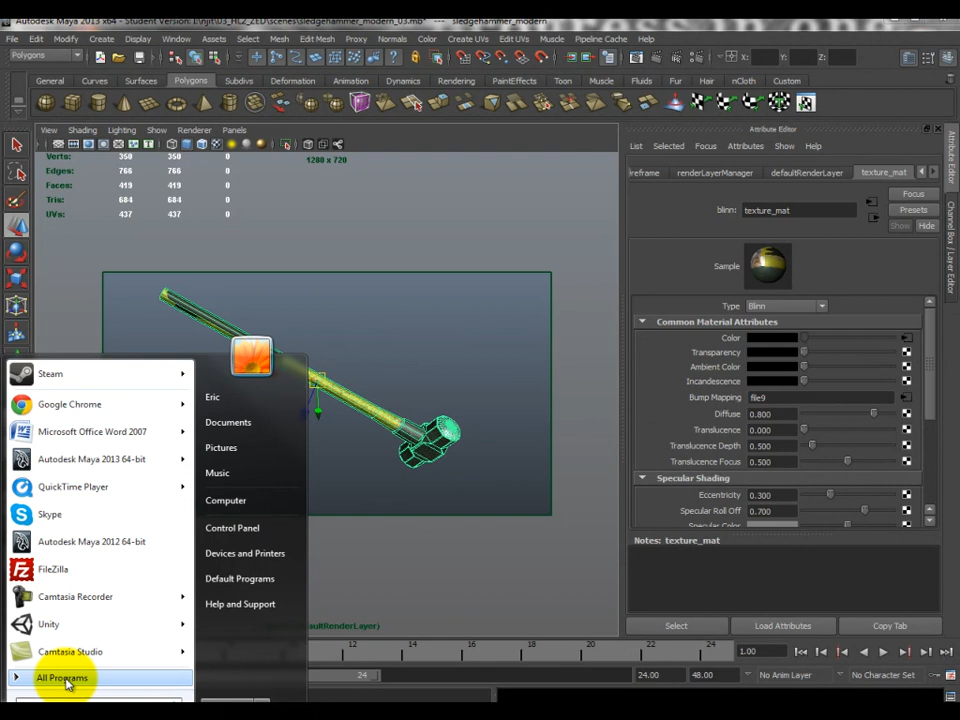 Autodesk Maya 2013 x64 - Student Version: sledgehammer_modern_03.mb* --- sledgehammer_modern
File Edit Modify Create Display Window Assets Select Mesh Edit Mesh Proxy Normals Color Create UVs Edit UVs Muscle Pipeline Cache Help
Polygons X: Y: Z:
General Curves Surfaces Polygons Subdivs Deformation Animation Dynamics Rendering PaintEffects Toon Muscle Fluids Fur Hair nCloth Custom
View Shading Lighting Show Renderer Panels
Attribute Editor
List Selected Focus Attributes Show Help
Verts: 350 350 0
Edges: 766 766 0
Faces: 419 419 0
Tris: 684 684 0
UVs: 437 437 0
1280 x 720
reframe renderLayerManager defaultRenderLayer texture_mat
Focus
Presets
Show Hide
blinn: texture_mat
Sample
Type Blinn
Common Material Attributes
Color
Transparency
Ambient Color
Incandescence
Bump Mapping file9
Diffuse 0.800
Translucence 0.000
Translucence Depth 0.500
Translucence Focus 0.500
Specular Shading
Eccentricity 0.300
Specular Roll Off 0.700
Specular Color
Notes: texture_mat
Select Load Attributes Copy Tab
Attribute Editor
Channel Box / Layer Editor
Steam
Google Chrome
Microsoft Office Word 2007
Autodesk Maya 2013 64-bit
QuickTime Player
Skype
Autodesk Maya 2012 64-bit
FileZilla
Camtasia Recorder
Unity
Camtasia Studio
All Programs
Eric
Documents
Pictures
Music
Computer
Control Panel
Devices and Printers
Default Programs
Help and Support
12 14 16 18 20 22 24 1.00
24 24.00 48.00 No Anim Layer No Character Set